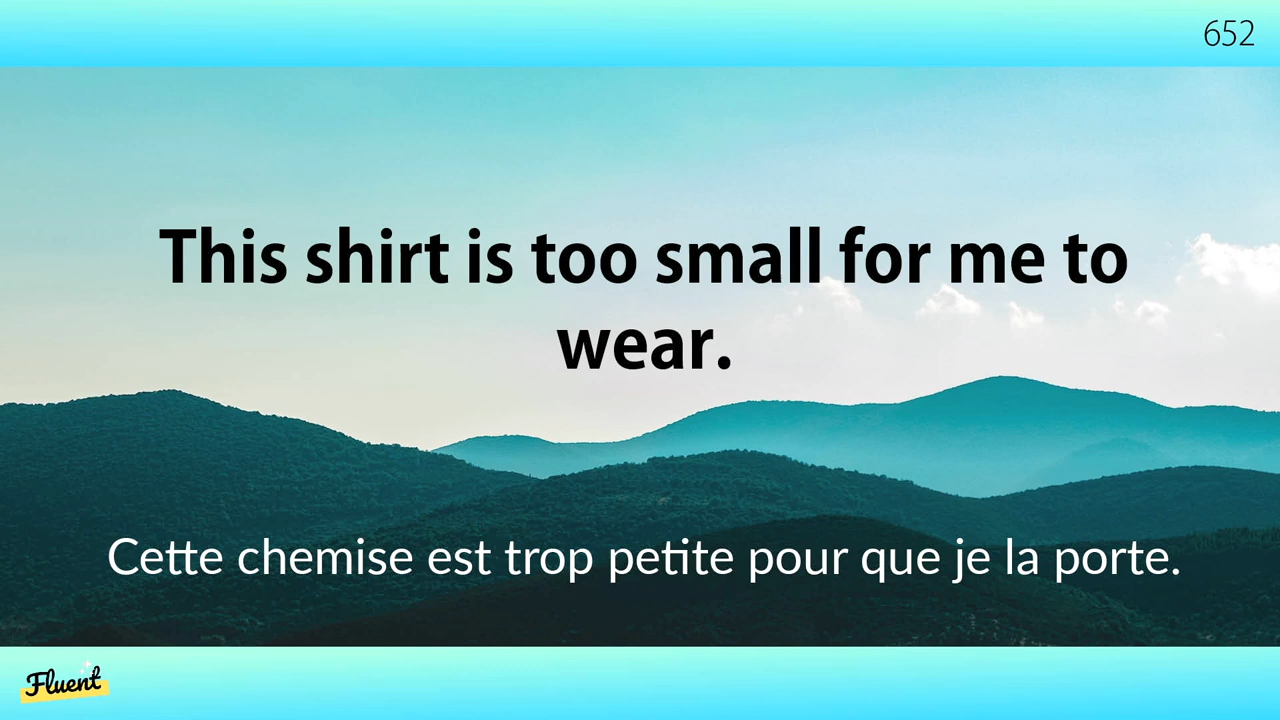 652
This shirt is too small for me to
wear.
Cette chemise est trop petite pour que je la porte.
Fluent